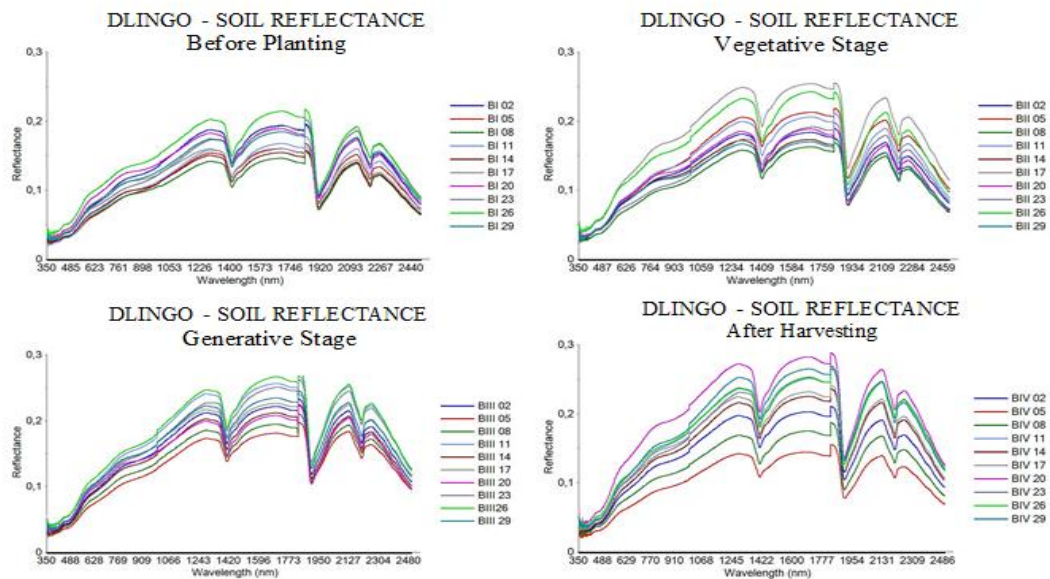 DLINGO - SOIL REFLECTANCE
Before Planting
0,3
0,2
0,1
0
Reflectance
350 485 623 761 898 1053 1226 1400 1573 1746 1920 2093 2267 2440
Wavelength (nm)
BI 02
BI 05
BI 08
BI 11
BI 14
BI 17
BI 20
BI 23
BI 26
BI 29
DLINGO - SOIL REFLECTANCE
Vegetative Stage
0,3
0,2
0,1
0
Reflectance
350 487 626 764 903 1059 1234 1409 1584 1759 1934 2109 2284 2459
Wavelength (nm)
BII 02
BII 05
BII 08
BII 11
BII 14
BII 17
BII 20
BII 23
BII 26
BII 29
DLINGO - SOIL REFLECTANCE
Generative Stage
0,3
0,2
0,1
0
Reflectance
350 488 628 769 909 1066 1243 1420 1596 1773 1950 2127 2304 2480
Wavelength (nm)
BIII 02
BIII 05
BIII 08
BIII 11
BIII 14
BIII 17
BIII 20
BIII 23
BIII26
BIII 29
DLINGO - SOIL REFLECTANCE
After Harvesting
0,3
0,2
0,1
0
Reflectance
350 488 629 770 910 1068 1245 1422 1600 1777 1954 2131 2309 2486
Wavelength (nm)
BIV 02
BIV 05
BIV 08
BIV 11
BIV 14
BIV 17
BIV 20
BIV 23
BIV 26
BIV 29